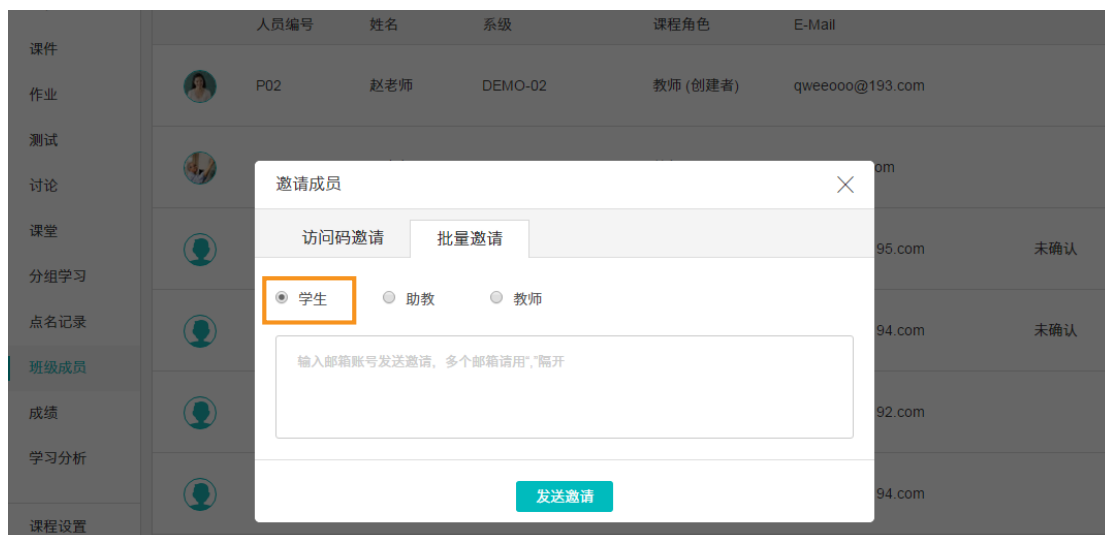 人员编号 姓名 系级 课程角色 E-Mail
课件
作业
P02 赵老师 DEMO-02 教师 (创建者) qweeooo@193.com
测试
讨论
om
邀请成员
访问码邀请 批量邀请
课堂
95.com 未确认
分组学习
学生 助教 教师
点名记录
94.com 未确认
输入邮箱账号发送邀请，多个邮箱请用","隔开
班级成员
成绩
92.com
学习分析
发送邀请
94.com
课程设置